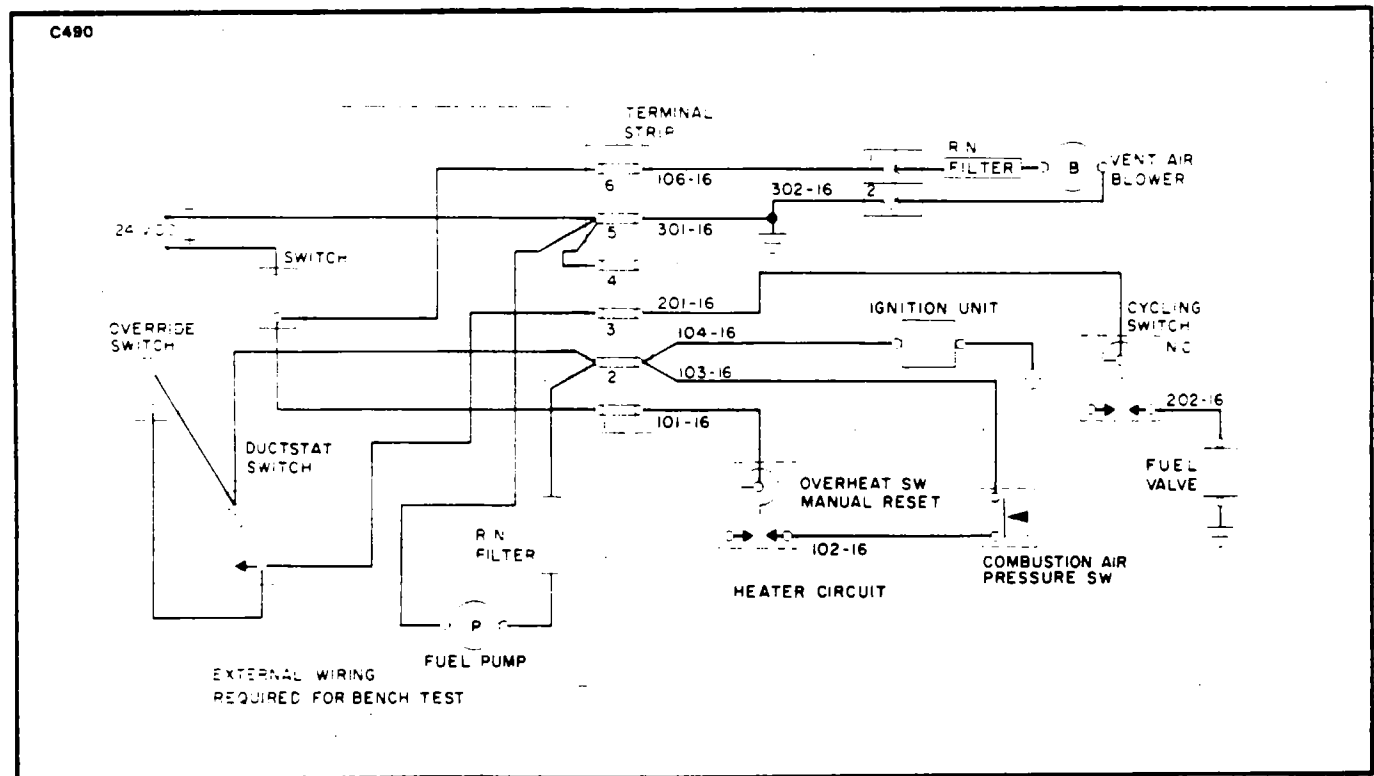 C490
TERMINAL
STRIP
6
106-16
R.N
FILTER
B
VENT AIR
BLOWER
302-16
2
5
301-16
24
SWITCH
4
201-16
3
IGNITION UNIT
CYCLING
SWITCH
N.C
OVERRIDE
SWITCH
104-16
2
103-16
202-16
101-16
DUCTSTAT
SWITCH
OVERHEAT SW
MANUAL RESET
FUEL
VALVE
R.N
FILTER
102-16
COMBUSTION AIR
PRESSURE SW
HEATER CIRCUIT
P
FUEL PUMP
EXTERNAL WIRING
REQUIRED FOR BENCH TEST